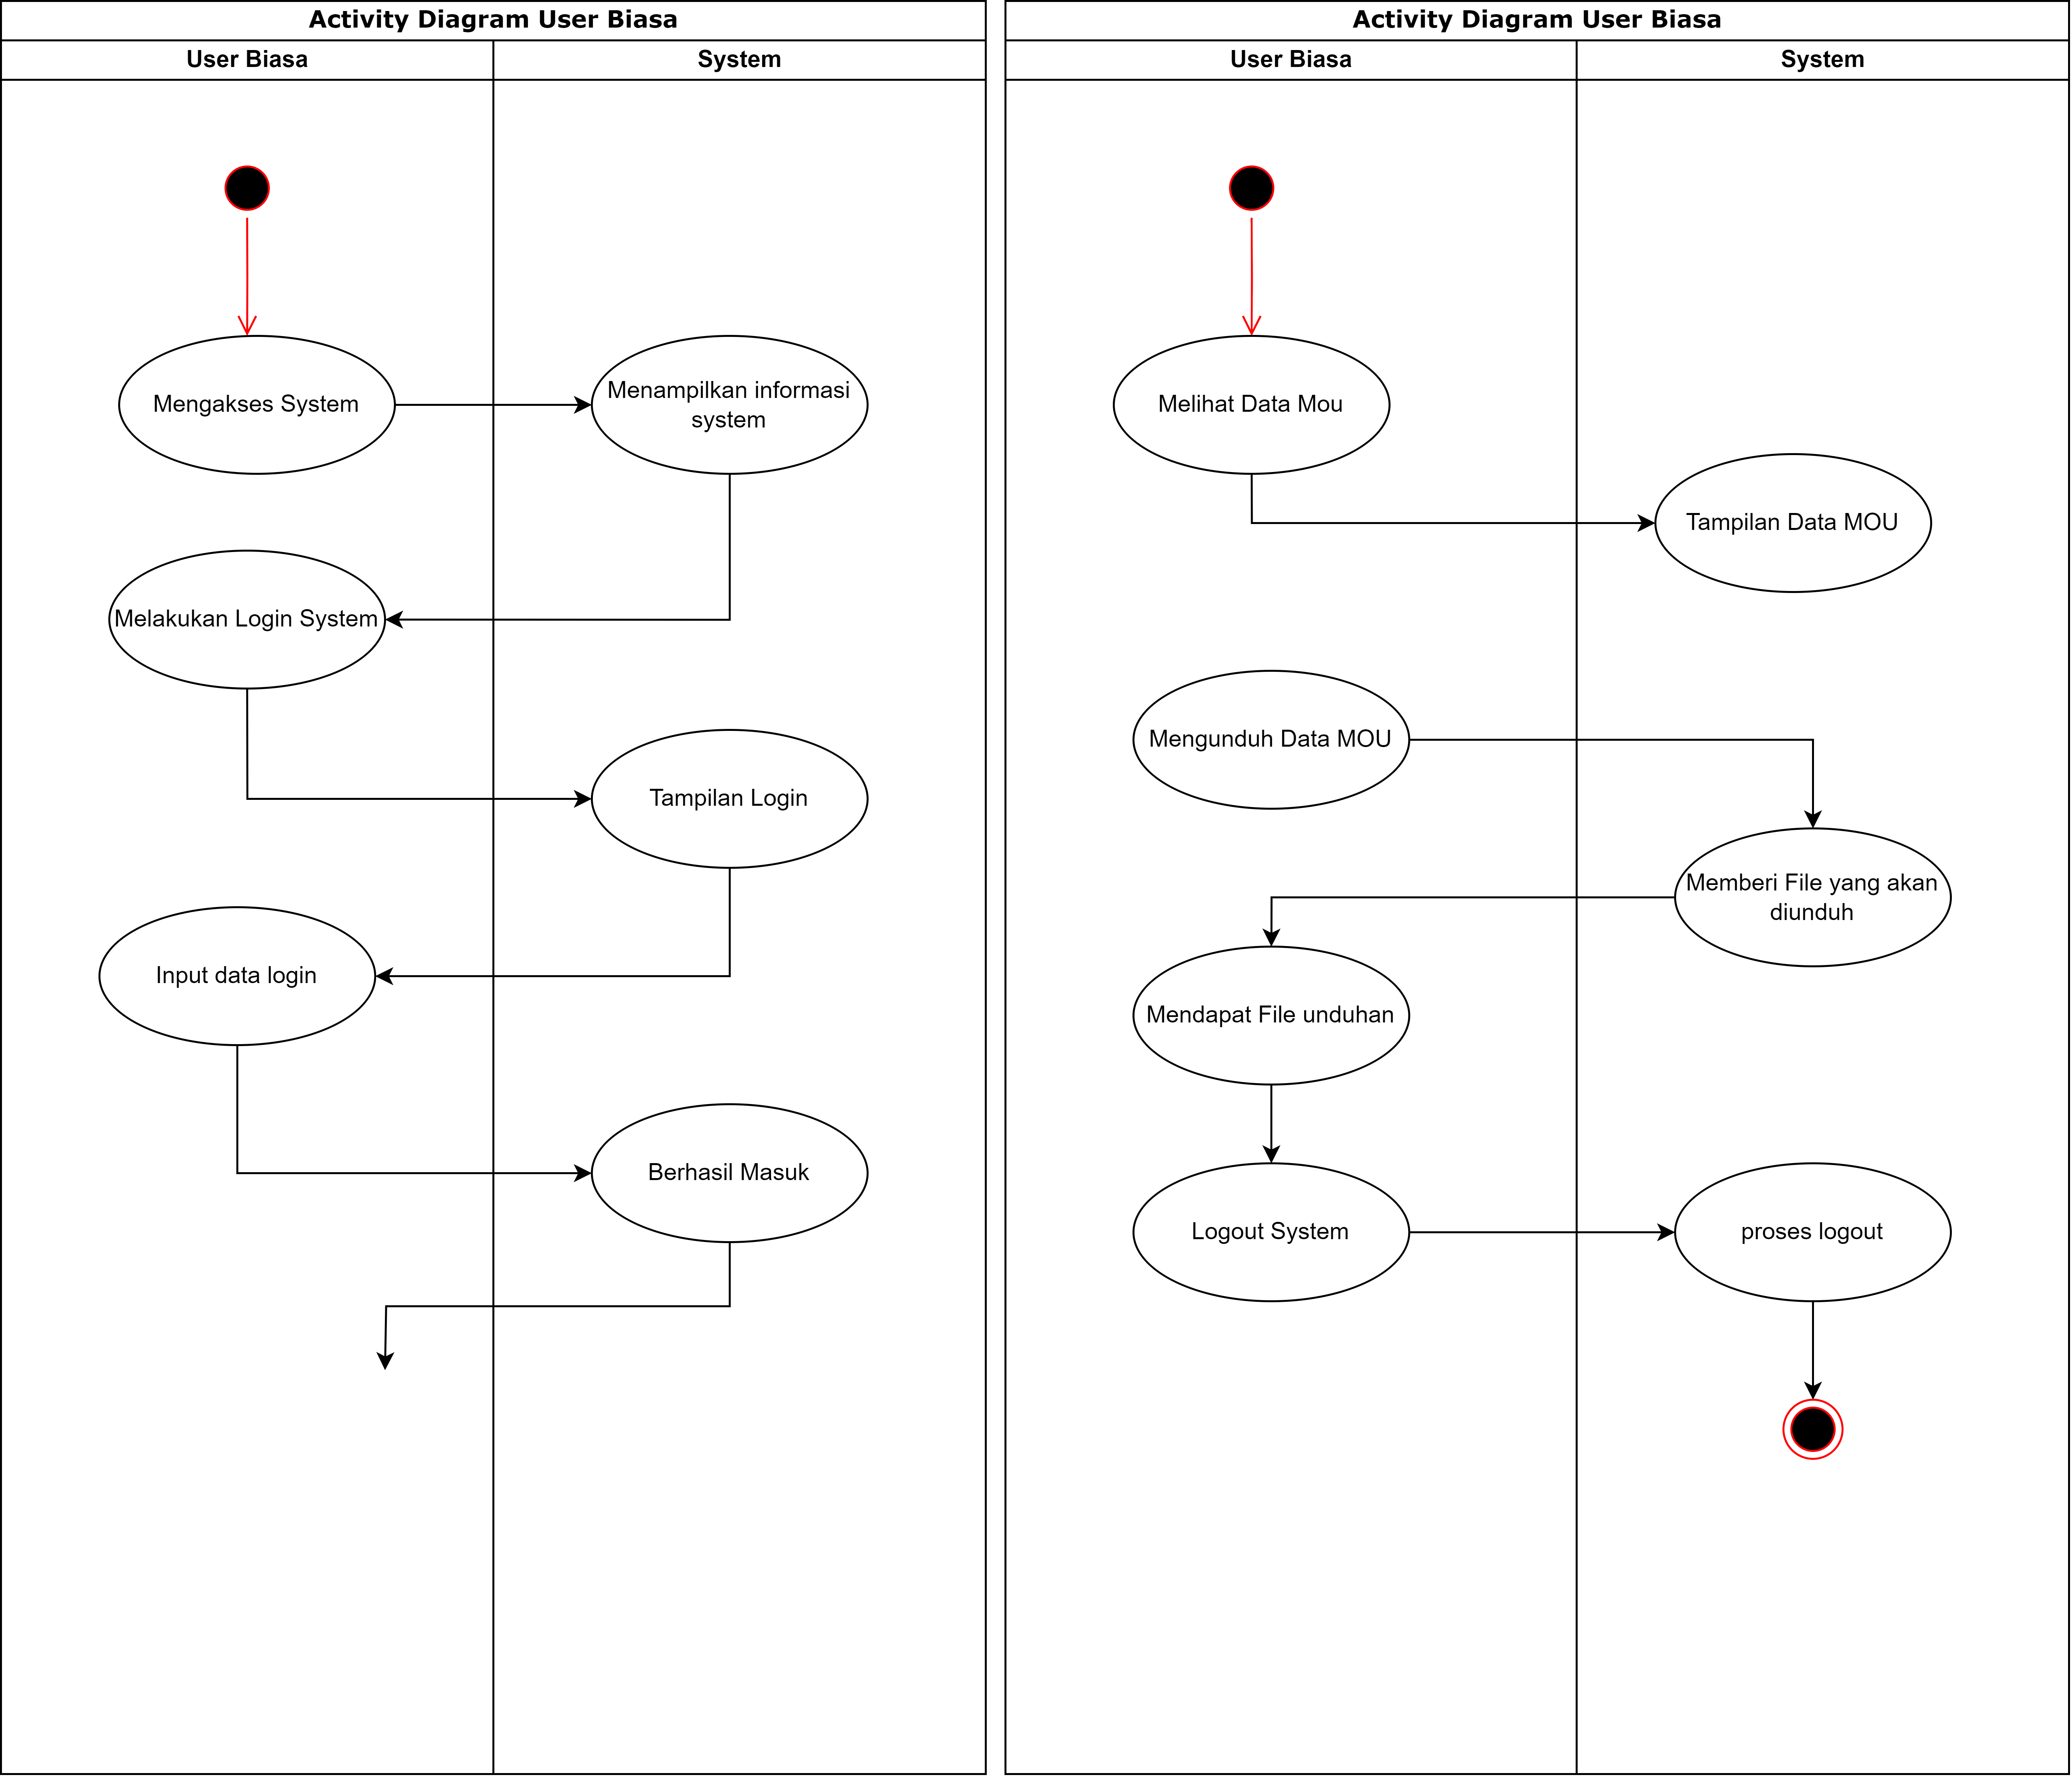 Activity Diagram User Biasa
User Biasa
System
Mengakses System
Menampilkan informasi
system
Melakukan Login System
Tampilan Login
Input data login
Berhasil Masuk
Activity Diagram User Biasa
User Biasa
System
Melihat Data Mou
Tampilan Data MOU
Mengunduh Data MOU
Memberi File yang akan
diunduh
Mendapat File unduhan
Logout System
proses logout